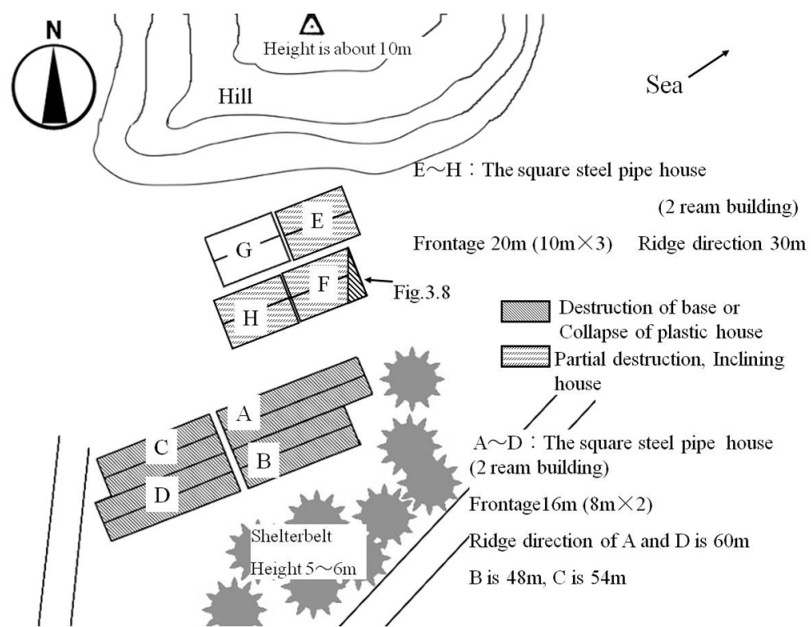 N
Height is about 10m
Hill
Sea
E～H：The square steel pipe house
(2 ream building)
Frontage 20m (10m×3) Ridge direction 30m
E
G
F
H
Fig.3.8
Destruction of base or
Collapse of plastic house
Partial destruction, Inclining
house
A
C
B
D
A～D：The square steel pipe house
(2 ream building)
Frontage16m (8m×2)
Ridge direction of A and D is 60m
B is 48m, C is 54m
Shelterbelt
Height 5～6m